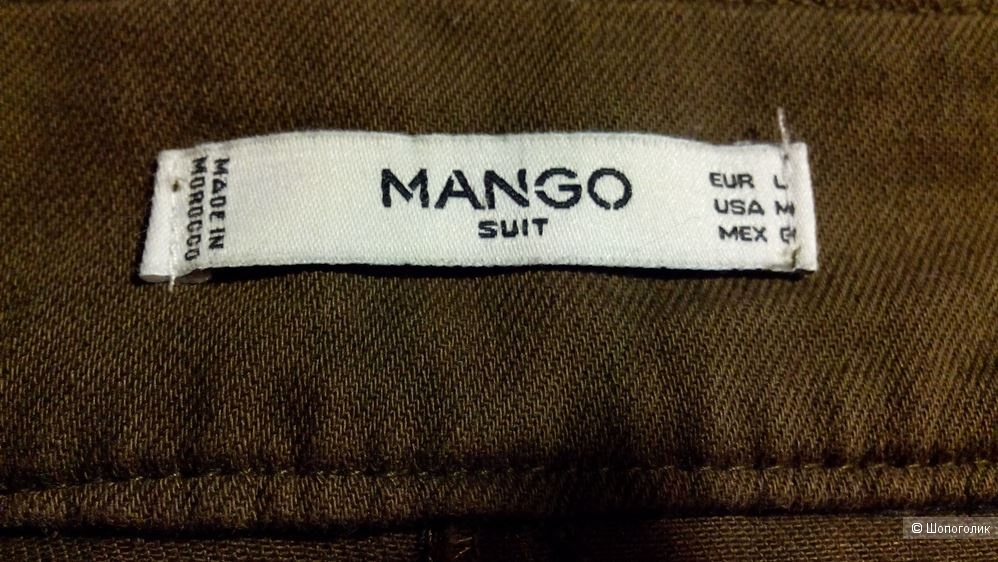 MADE IN
MOROCCO
MANGO
SUIT
EUR L
USA M
MEX G
© Шопоголик